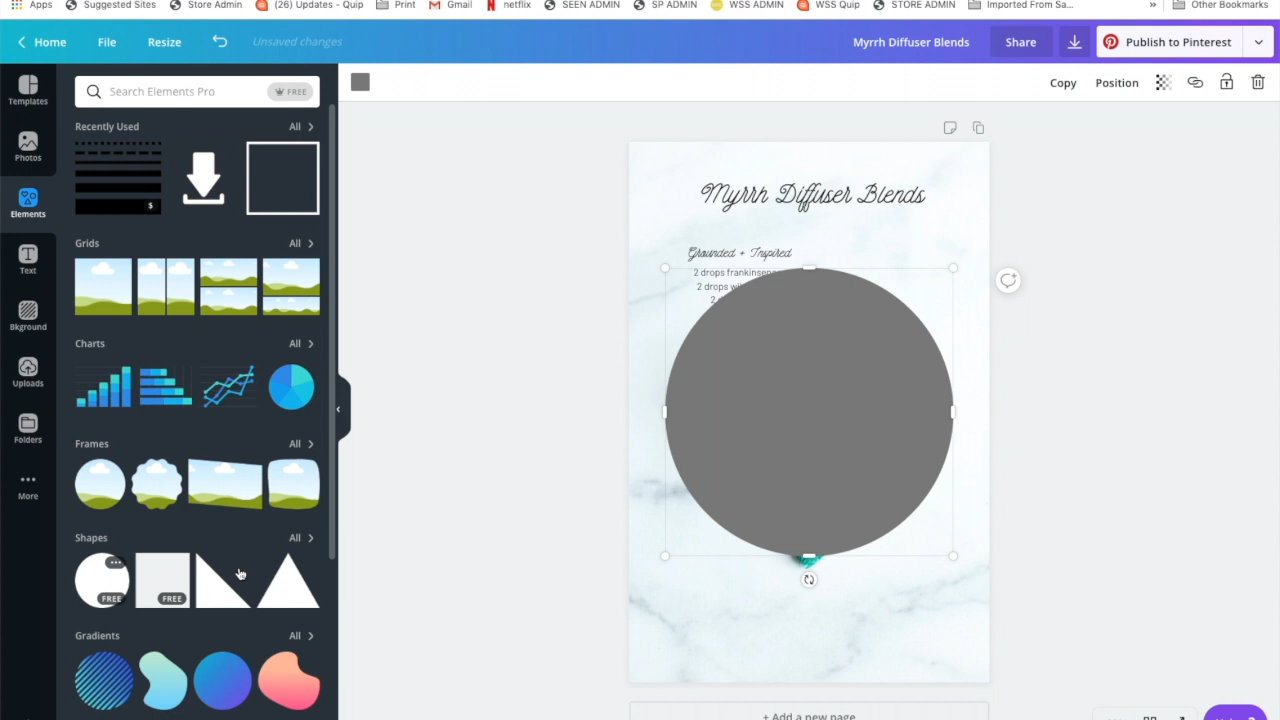 Apps
Suggested Sites
Store Admin
(26) Updates - Quip
Print
Gmail
netflix
SEEN ADMIN
SP ADMIN
WSS ADMIN
WSS Quip
STORE ADMIN
Imported From Sa...
»
Other Bookmarks
Home
File
Resize
Unsaved changes
Myrrh Diffuser Blends
Share
Publish to Pinterest
Search Elements Pro
FREE
Copy
Position
Templates
Photos
Elements
Text
Bkground
Uploads
Folders
More
Recently Used
All
$
Grids
All
Charts
All
Frames
All
Shapes
All
FREE
FREE
Gradients
All
Myrrh Diffuser Blends
Grounded + Inspired
2 drops
2 drops
2
+ Add a new page